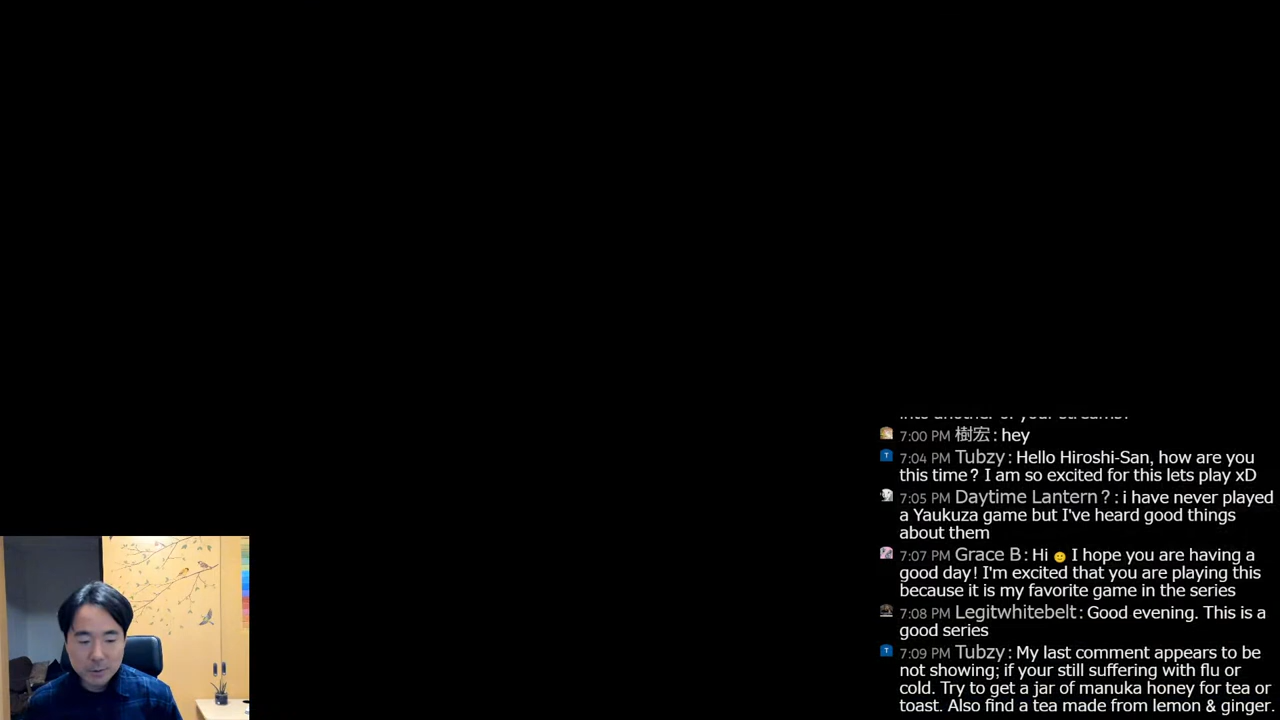 into another of your streams?
7:00 PM 樹宏: hey
7:04 PM Tubzy: Hello Hiroshi-San, how are you
this time? I am so excited for this lets play xD
7:05 PM Daytime Lantern?: i have never played
a Yaukuza game but I've heard good things
about them
7:07 PM Grace B: Hi 🙂 I hope you are having a
good day! I'm excited that you are playing this
because it is my favorite game in the series
7:08 PM Legitwhitebelt: Good evening. This is a
good series
7:09 PM Tubzy: My last comment appears to be
not showing; if your still suffering with flu or
cold. Try to get a jar of manuka honey for tea or
toast. Also find a tea made from lemon & ginger.